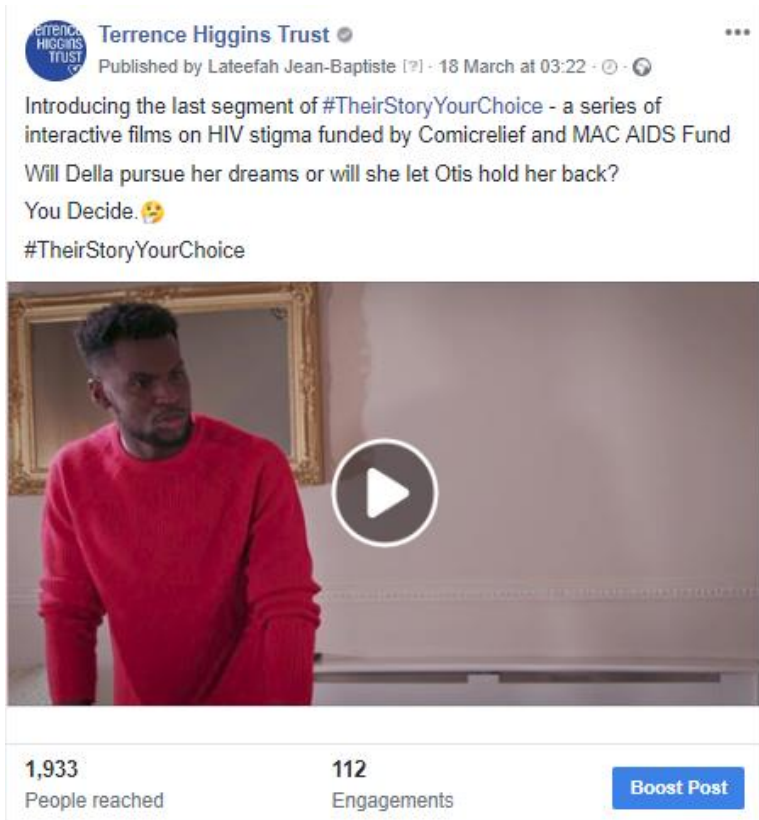 Terrence
HIGGINS
TRUST
Terrence Higgins Trust
Published by Lateefah Jean-Baptiste [?] · 18 March at 03:22 ·
Introducing the last segment of #TheirStoryYourChoice - a series of
interactive films on HIV stigma funded by Comicrelief and MAC AIDS Fund
Will Della pursue her dreams or will she let Otis hold her back?
You Decide.🤔
#TheirStoryYourChoice
1,933
People reached
112
Engagements
Boost Post